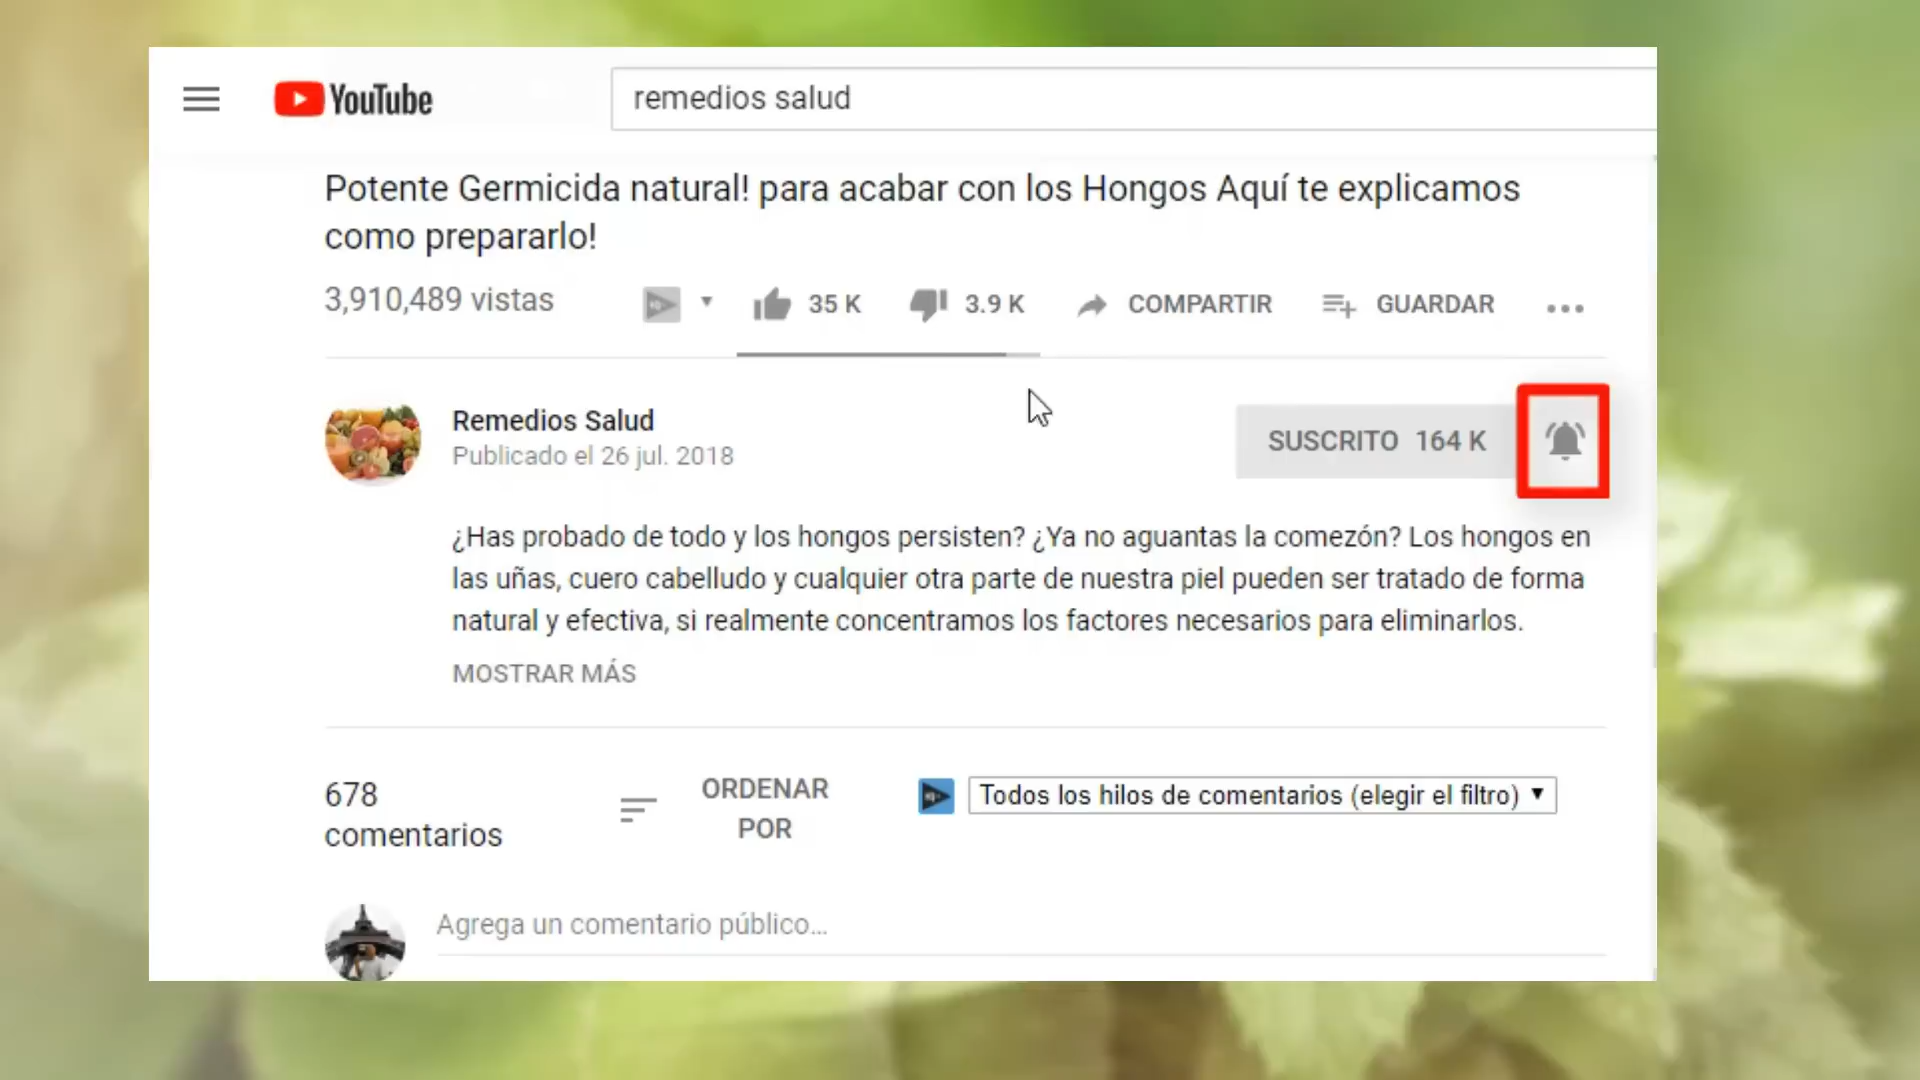 YouTube
remedios salud
Potente Germicida natural! para acabar con los Hongos Aquí te explicamos
como prepararlo!
3,910,489 vistas
35 K
3.9 K
COMPARTIR
GUARDAR
Remedios Salud
Publicado el 26 jul. 2018
SUSCRITO 164 K
¿Has probado de todo y los hongos persisten? ¿Ya no aguantas la comezón? Los hongos en
las uñas, cuero cabelludo y cualquier otra parte de nuestra piel pueden ser tratado de forma
natural y efectiva, si realmente concentramos los factores necesarios para eliminarlos.
MOSTRAR MÁS
678
comentarios
ORDENAR
POR
Todos los hilos de comentarios (elegir el filtro)
Agrega un comentario público...